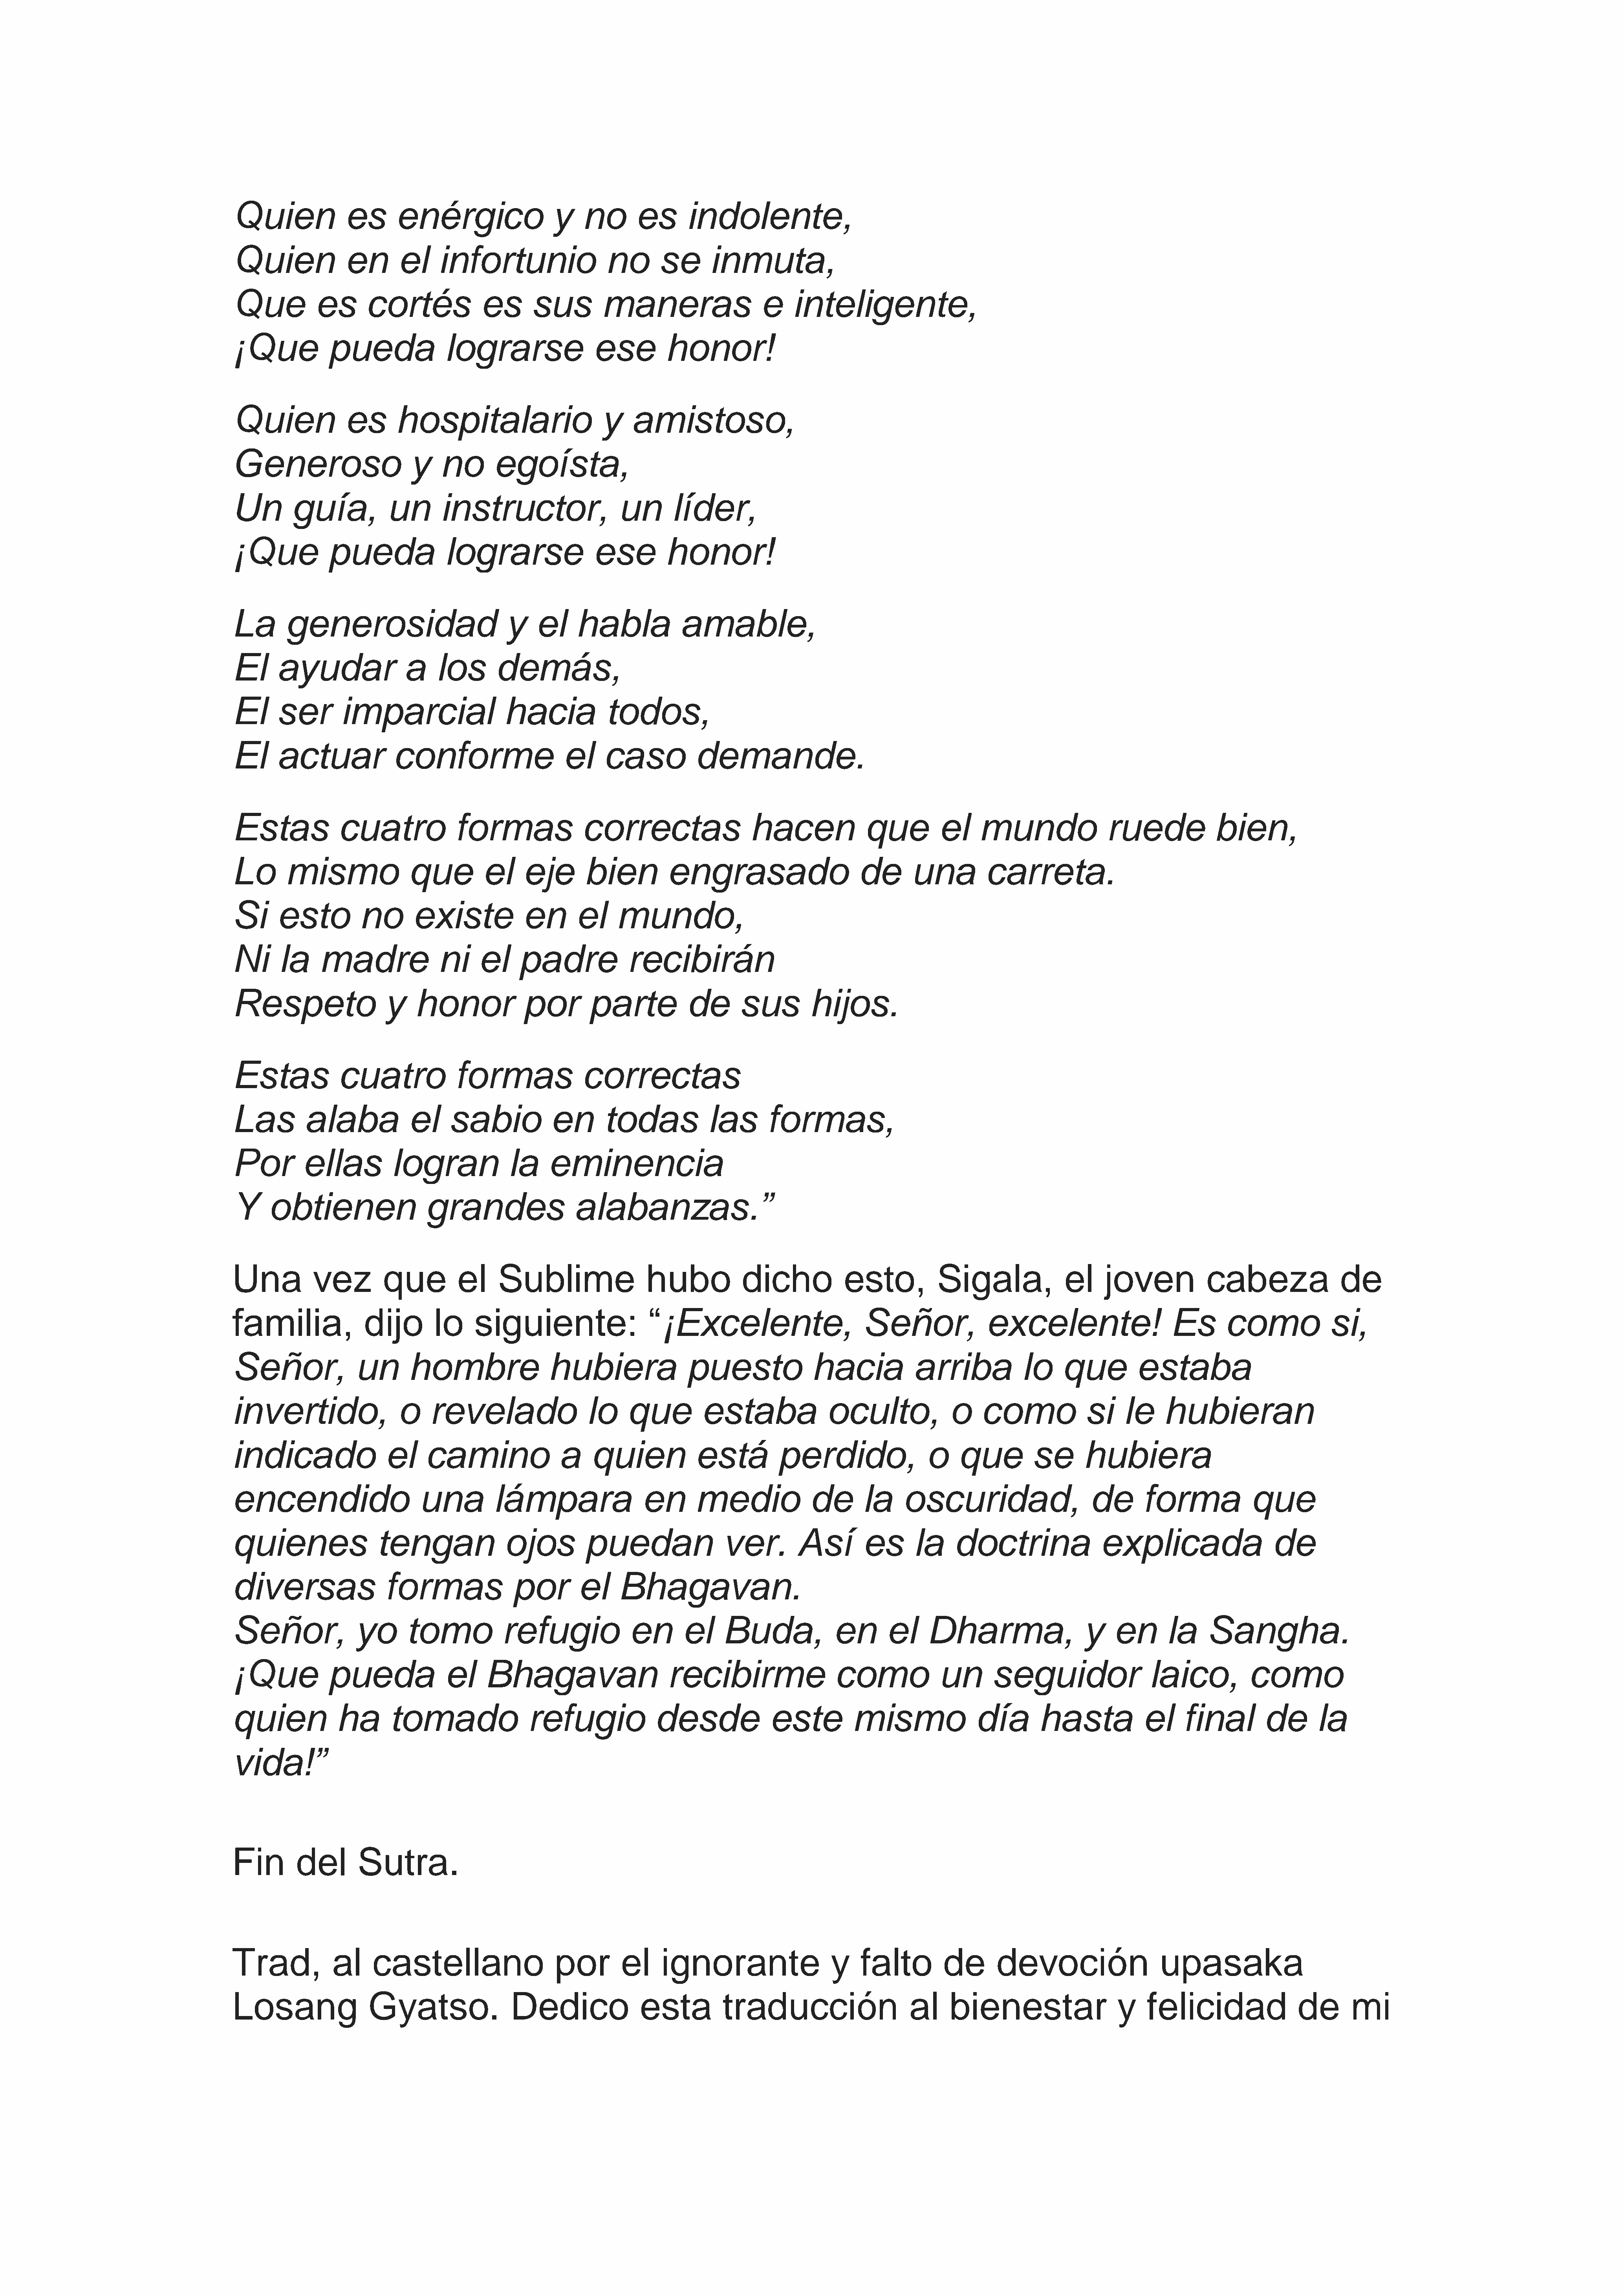 Quien es enérgico y no es indolente,
Quien en el infortunio no se inmuta,
Que es cortés es sus maneras e inteligente,
¡Que pueda lograrse ese honor!
Quien es hospitalario y amistoso,
Generoso y no egoísta,
Un guía, un instructor, un líder,
¡Que pueda lograrse ese honor!
La generosidad y el habla amable,
El ayudar a los demás,
El ser imparcial hacia todos,
El actuar conforme el caso demande.
Estas cuatro formas correctas hacen que el mundo ruede bien,
Lo mismo que el eje bien engrasado de una carreta.
Si esto no existe en el mundo,
Ni la madre ni el padre recibirán
Respeto y honor por parte de sus hijos.
Estas cuatro formas correctas
Las alaba el sabio en todas las formas,
Por ellas logran la eminencia
Y obtienen grandes alabanzas.”
Una vez que el Sublime hubo dicho esto, Sigala, el joven cabeza de
familia, dijo lo siguiente: “¡Excelente, Señor, excelente! Es como si,
Señor, un hombre hubiera puesto hacia arriba lo que estaba
invertido, o revelado lo que estaba oculto, o como si le hubieran
indicado el camino a quien está perdido, o que se hubiera
encendido una lámpara en medio de la oscuridad, de forma que
quienes tengan ojos puedan ver. Así es la doctrina explicada de
diversas formas por el Bhagavan.
Señor, yo tomo refugio en el Buda, en el Dharma, y en la Sangha.
¡Que pueda el Bhagavan recibirme como un seguidor laico, como
quien ha tomado refugio desde este mismo día hasta el final de la
vida!”
Fin del Sutra.
Trad, al castellano por el ignorante y falto de devoción upasaka
Losang Gyatso. Dedico esta traducción al bienestar y felicidad de mi